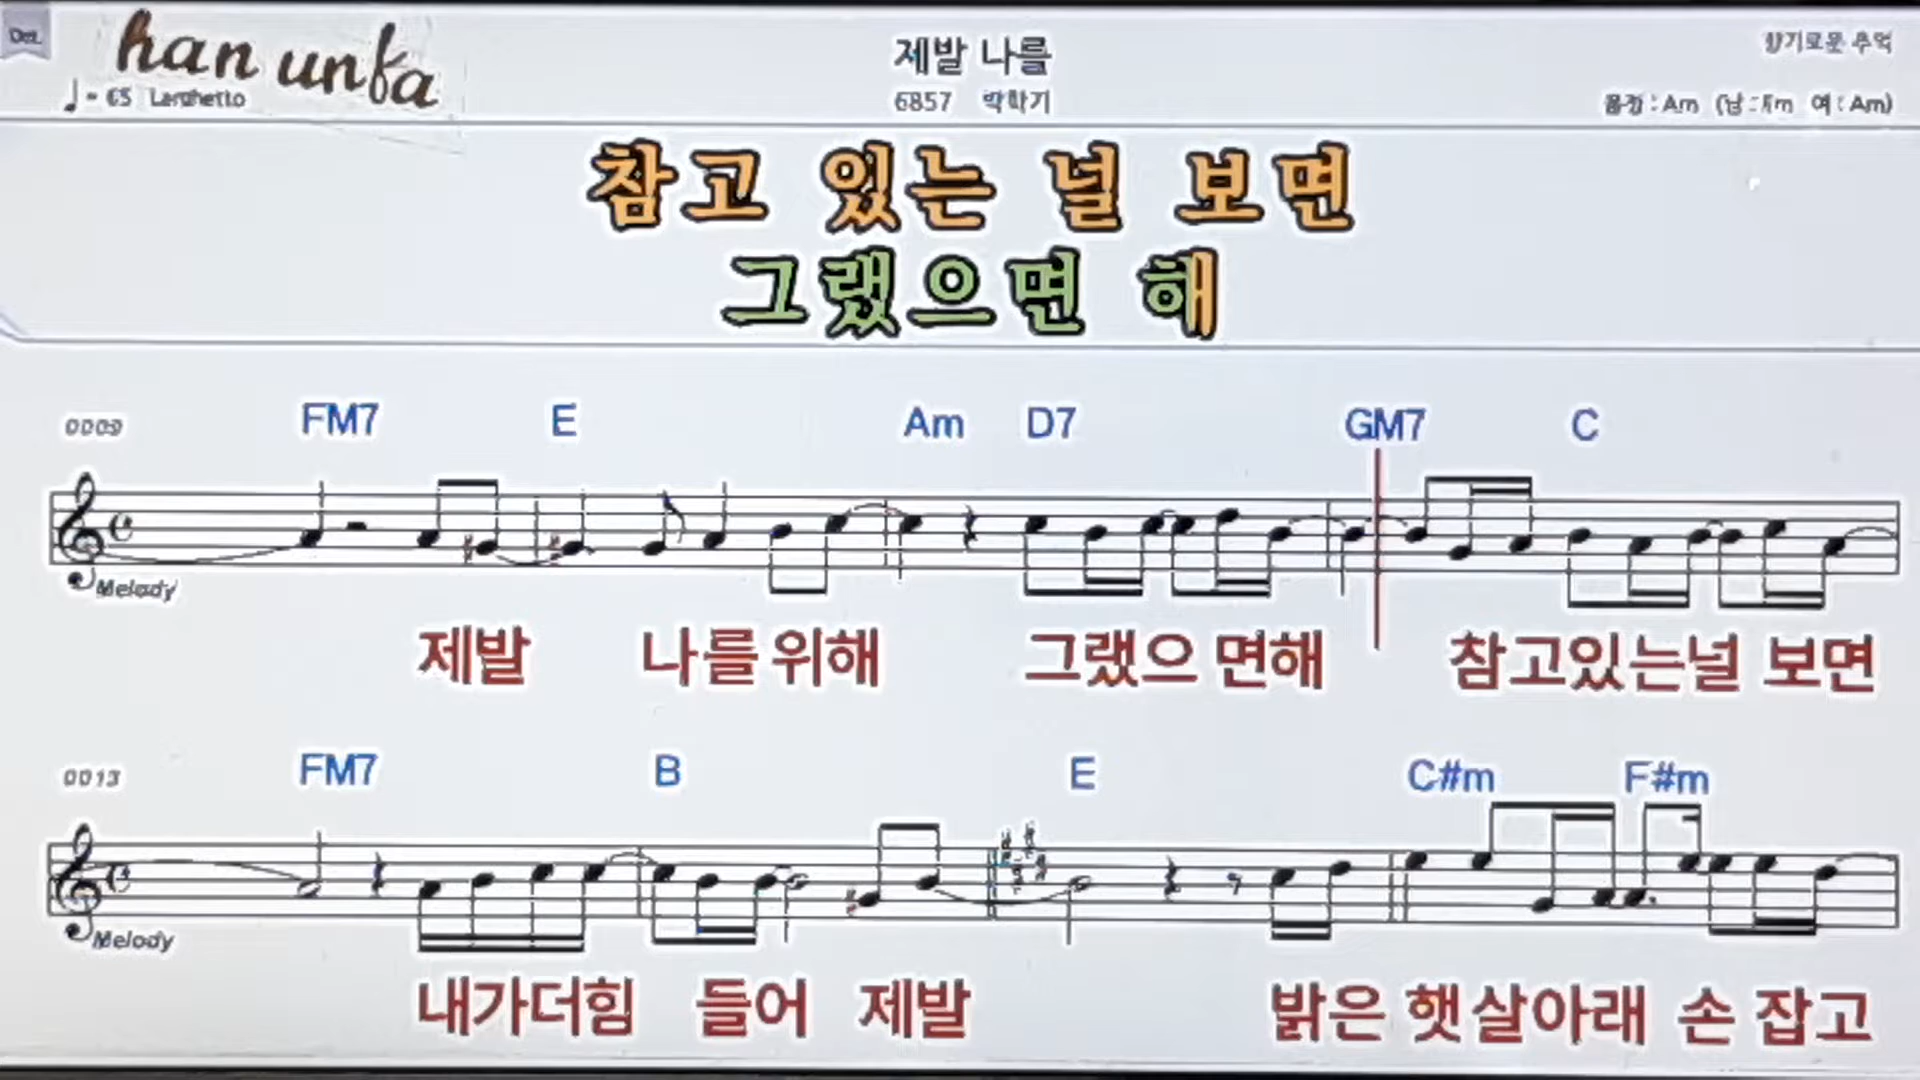 han unfa
제발 나를
향기로운 추억
♩= 65 Larghetto
6857 박학기
음정 : Am (남 : Fm 여 : Am)
참고 있는 널 보면
그랬으면 해
0009 FM7 E Am D7 GM7 C
Melody
제발 나를 위해 그랬으 면해 참고있는널 보면
0013 FM7 B E C#m F#m
Melody
내가더힘 들어 제발 밝은 햇살아래 손 잡고